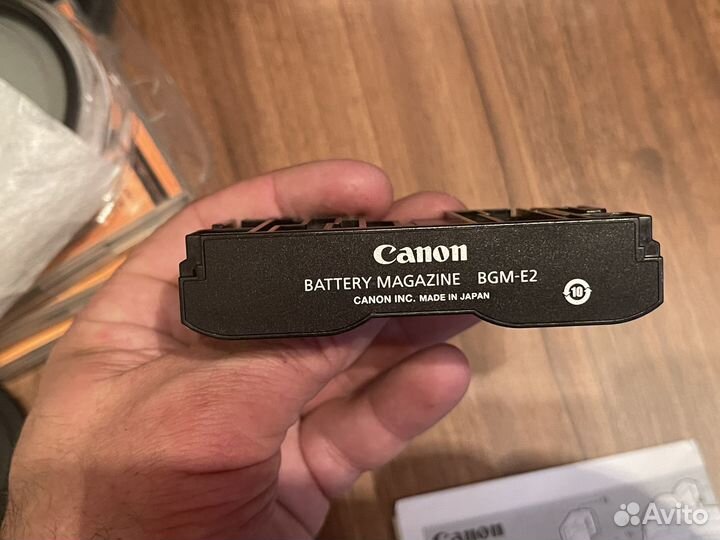 Canon
BATTERY MAGAZINE BGM-E2
CANON INC. MADE IN JAPAN
10
Canon
Avito